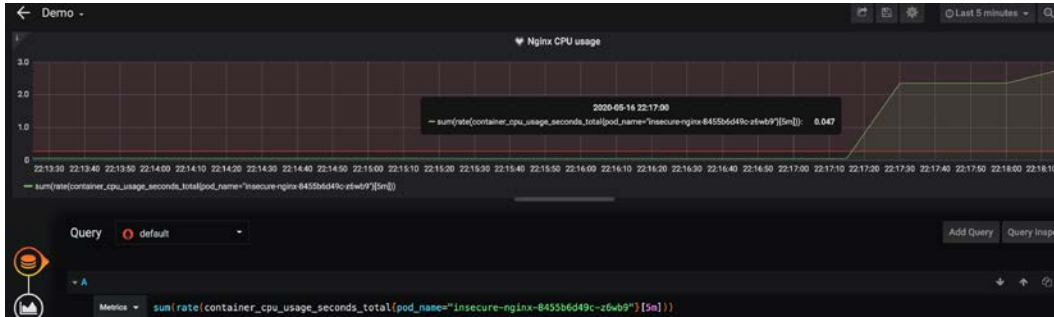 Demo
Last 5 minutes
Nginx CPU usage
3.0
2.0
1.0
0
2020-05-16 22:17:00
sum(rate(container_cpu_usage_seconds_total{pod_name="insecure-nginx-8455b6d49c-z6wb9"}[5m])): 0.047
22:13:30 22:13:40 22:13:50 22:14:00 22:14:10 22:14:20 22:14:30 22:14:40 22:14:50 22:15:00 22:15:10 22:15:20 22:15:30 22:15:40 22:15:50 22:16:00 22:16:10 22:16:20 22:16:30 22:16:40 22:16:50 22:17:00 22:17:10 22:17:20 22:17:30 22:17:40 22:17:50 22:18:00 22:18:10
sum(rate(container_cpu_usage_seconds_total{pod_name="insecure-nginx-8455b6d49c-z6wb9"}[5m]))
Query default Add Query Query Insp
A
Metrics sum(rate(container_cpu_usage_seconds_total{pod_name="insecure-nginx-8455b6d49c-z6wb9"}[5m]))